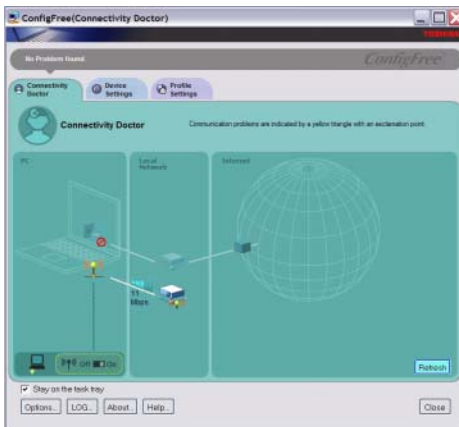 ConfigFree(Connectivity Doctor)
TOSHIBA
No Problem found.
ConfigFree
Connectivity Doctor
Device Settings
Profile Settings
Connectivity Doctor
Communication problems are indicated by a yellow triangle with an exclamation point.
PC
Local Network
Internet
11
Mbps
Off
On
Refresh
Stay on the task tray
Options..
LOG..
About..
Help..
Close